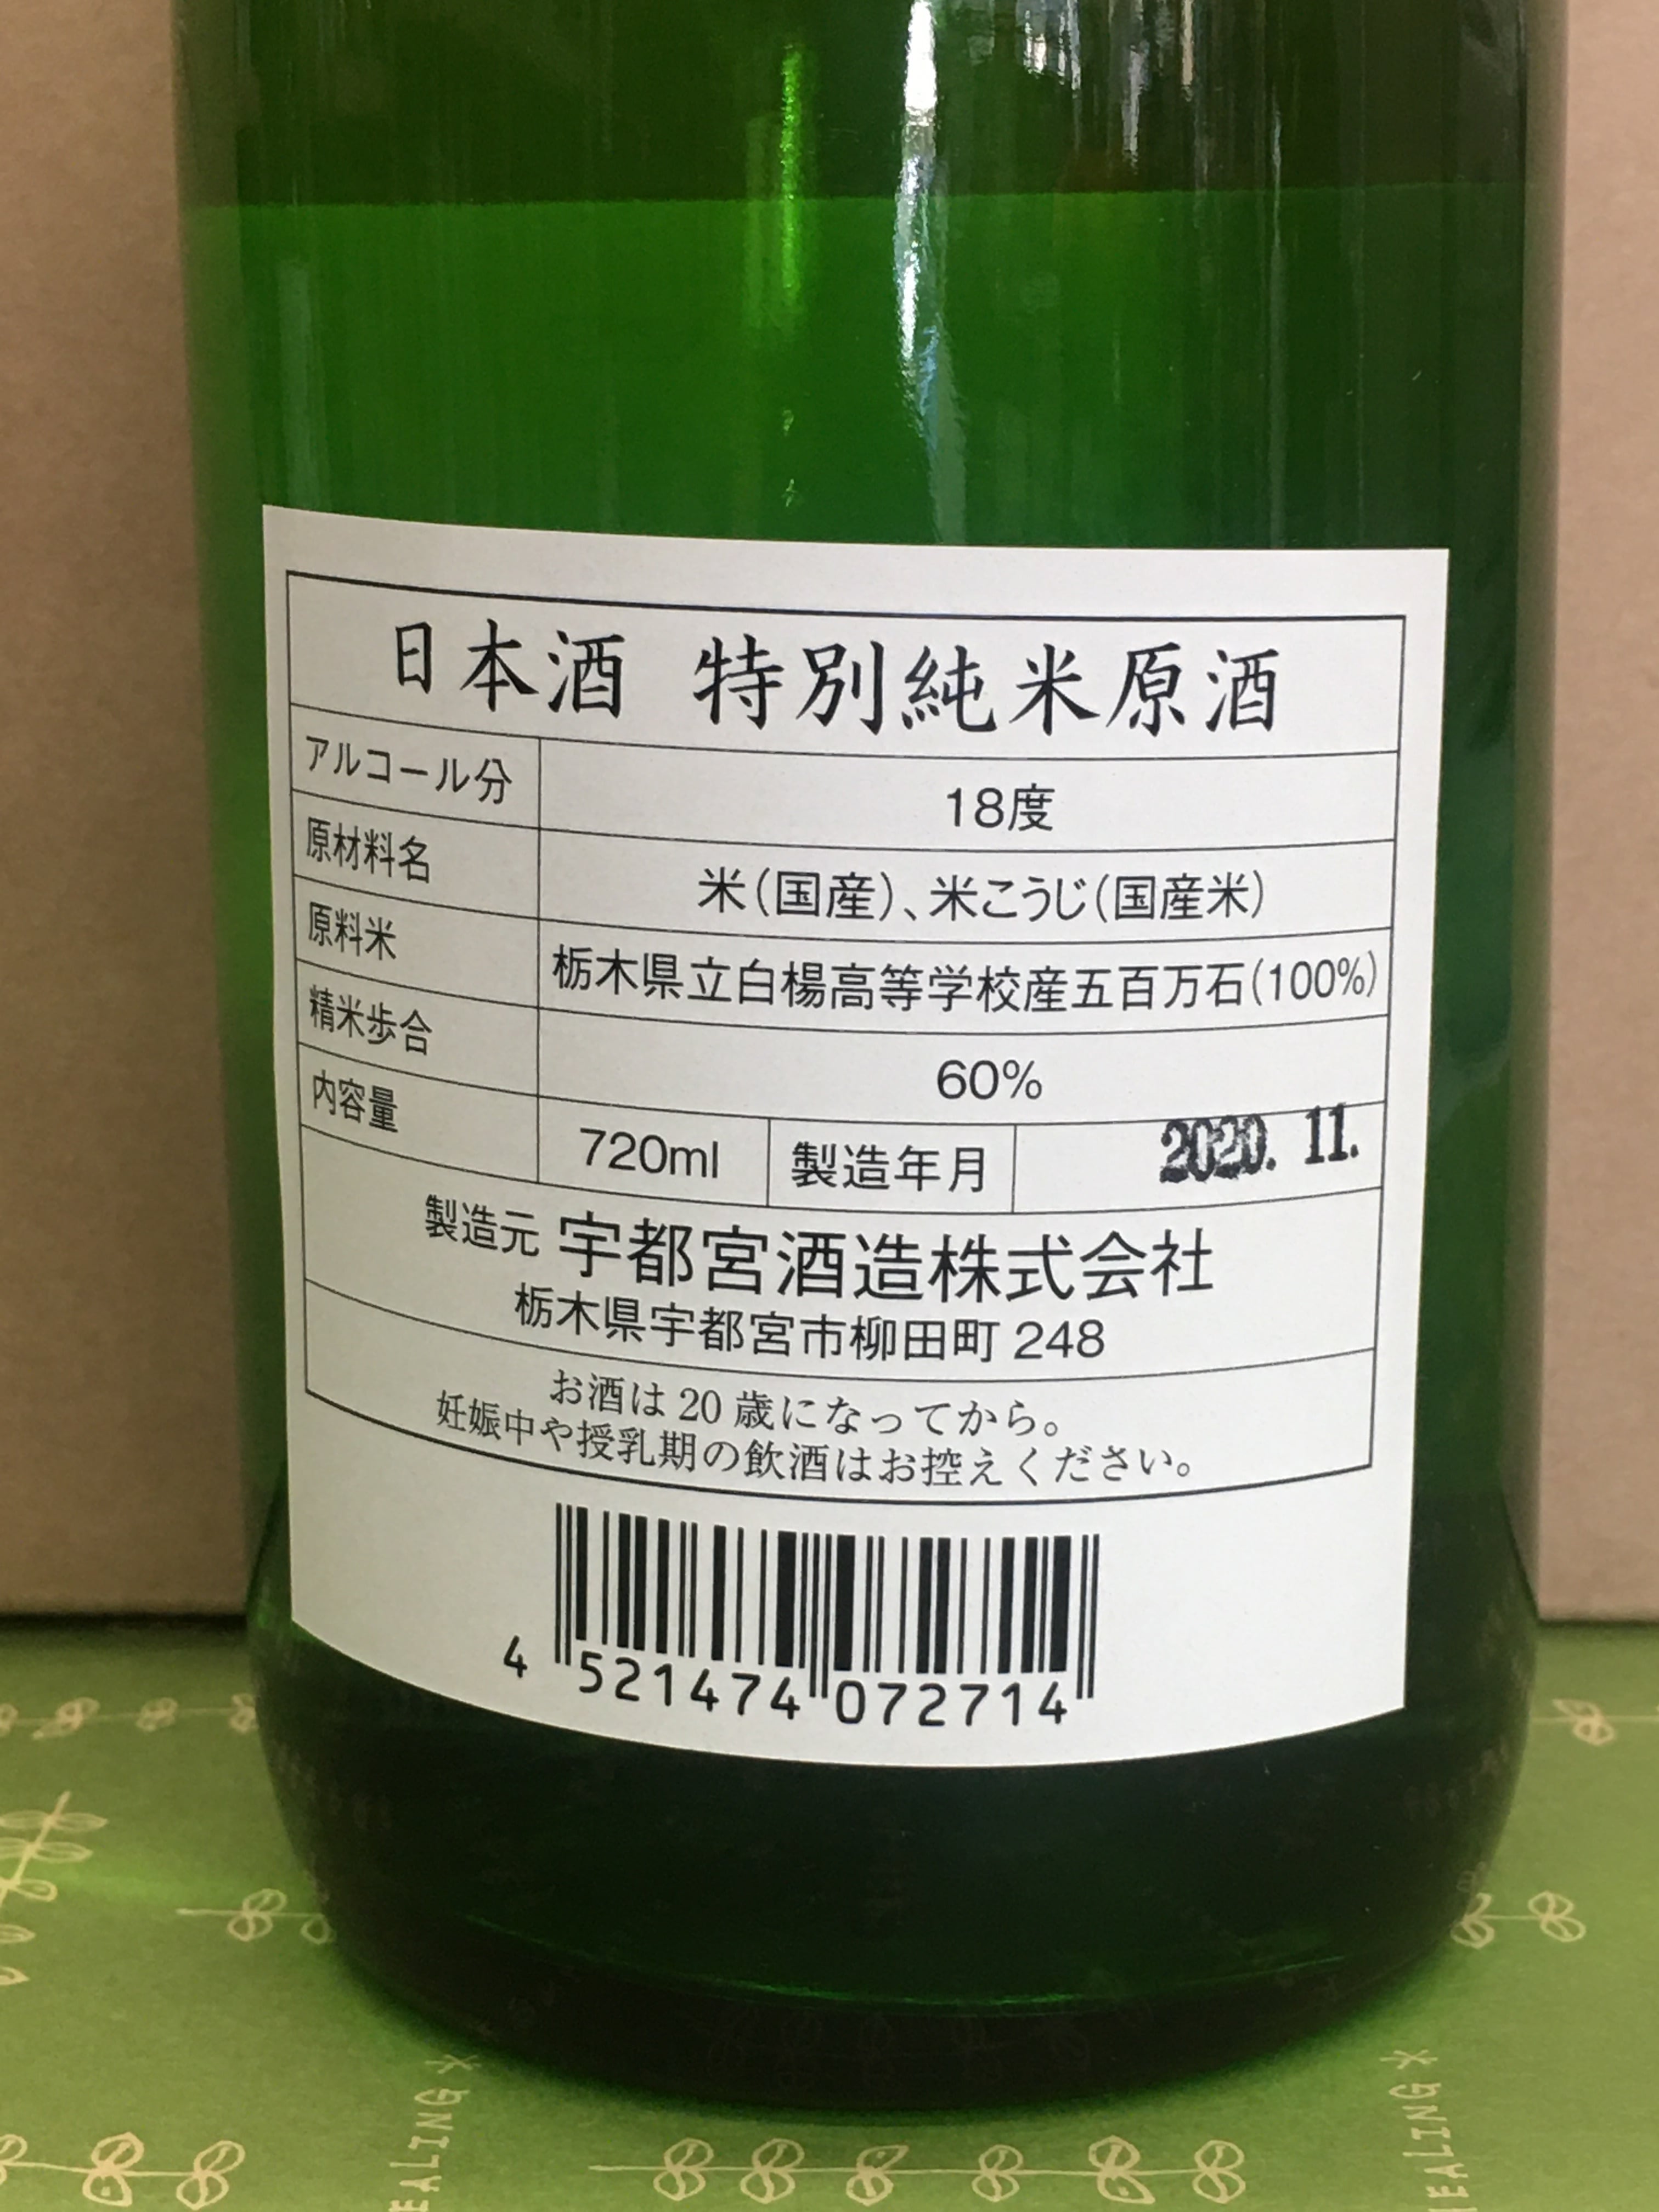 日本酒 特別純米原酒
アルコール分 18度
原材料名 米(国産)、米こうじ(国産米)
原料米 栃木県立白楊高等学校産五百万石(100%)
精米歩合 60%
内容量 720ml 製造年月 2020. 11.
製造元 宇都宮酒造株式会社
栃木県宇都宮市柳田町 248
お酒は 20 歳になってから。
妊娠中や授乳期の飲酒はお控えください。
4 521474 072714
EALING
EALING